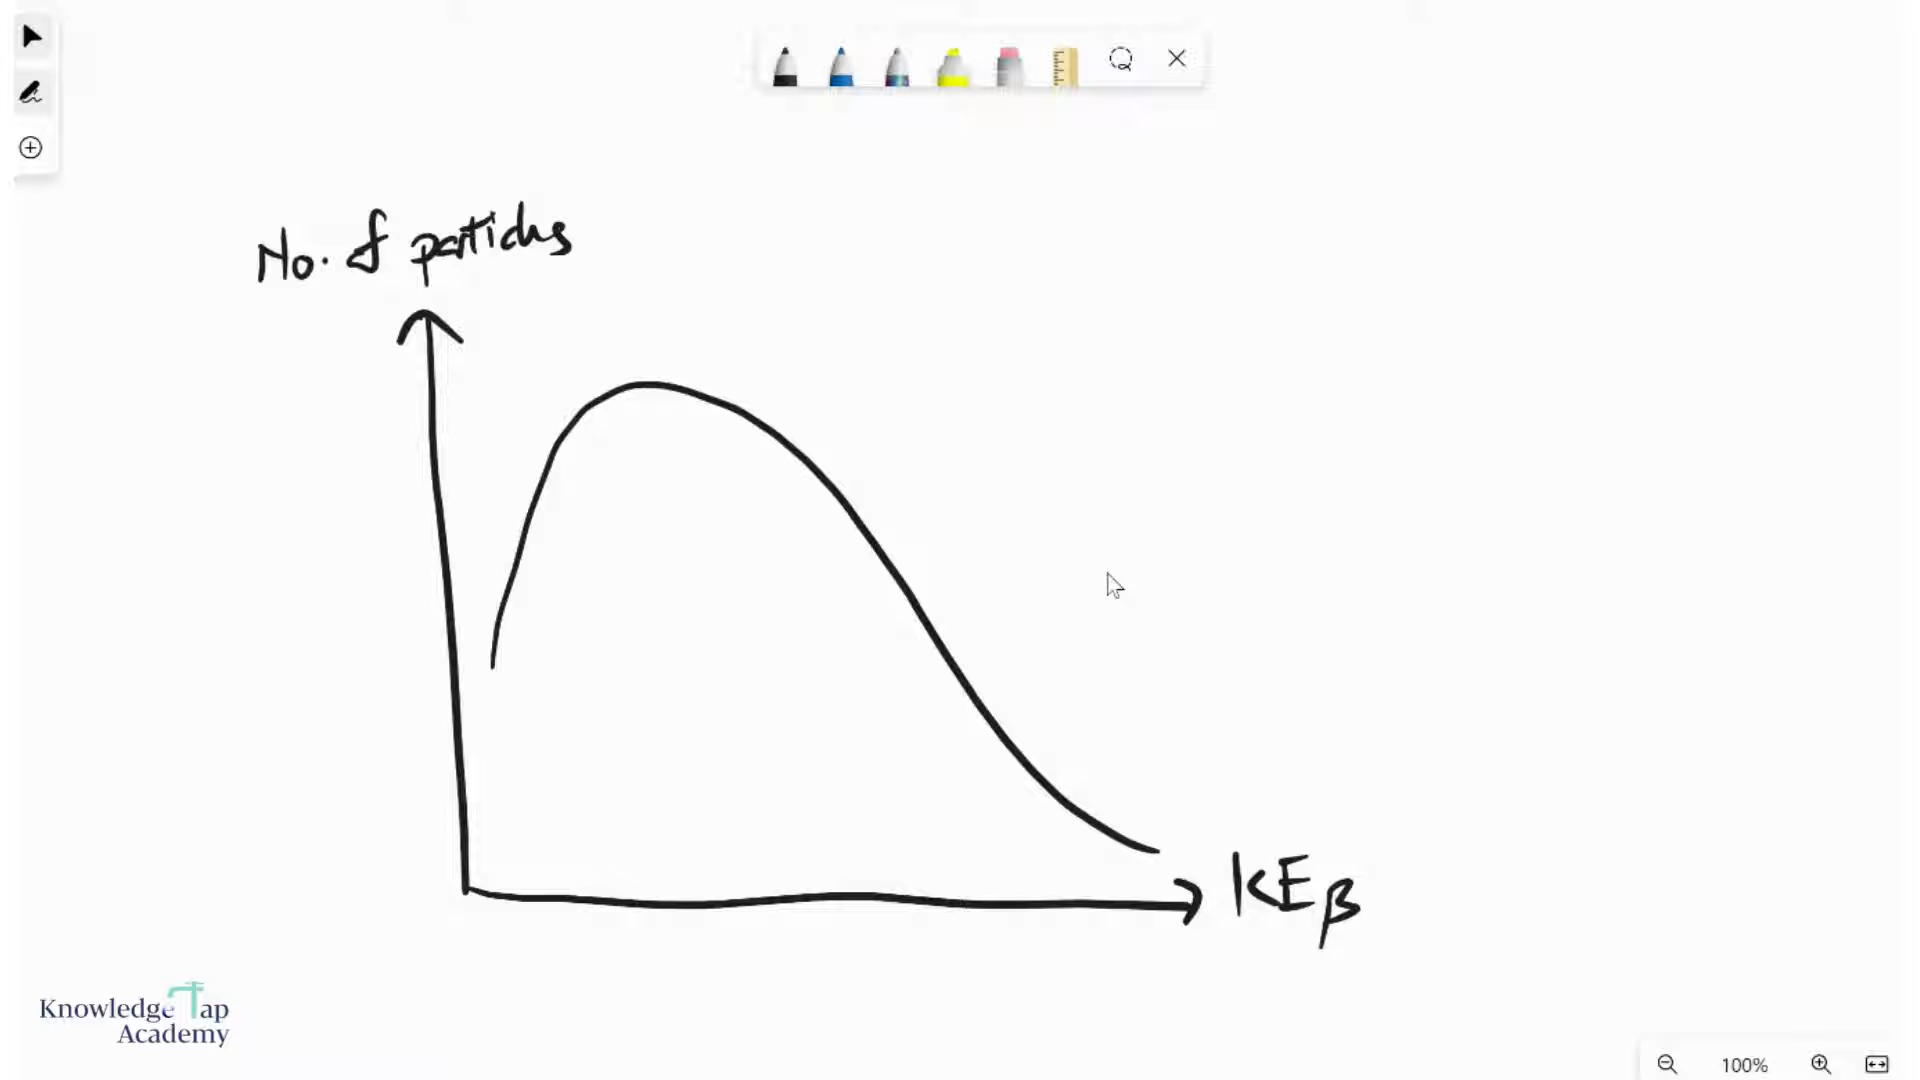 No. of particles
KEβ
Knowledge Tap
Academy
100%